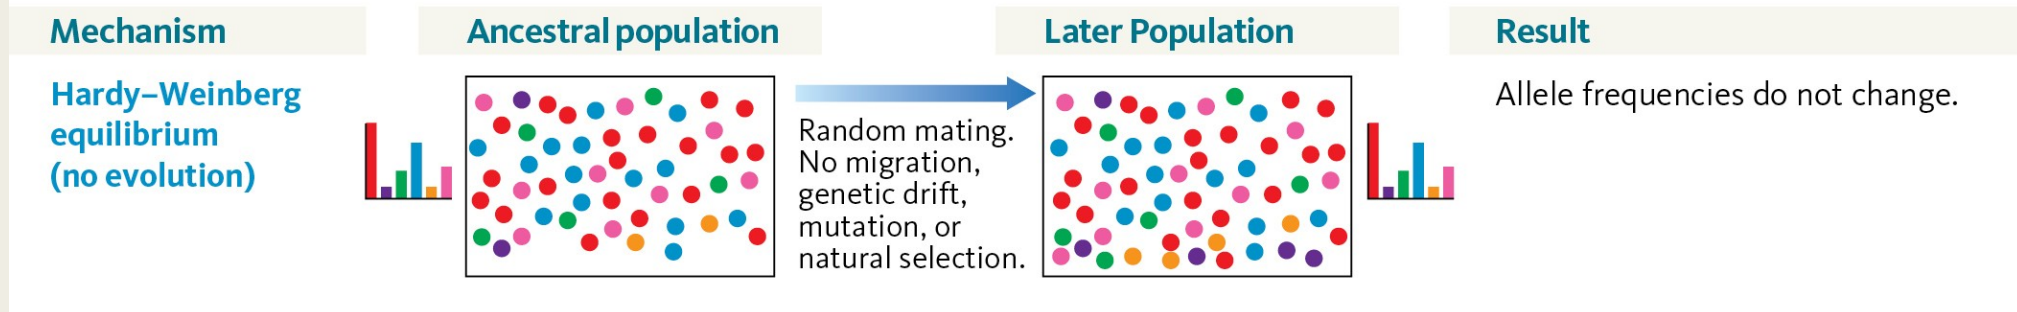 Mechanism
Ancestral population
Later Population
Result
Hardy–Weinberg
equilibrium
(no evolution)
Random mating.
No migration,
genetic drift,
mutation, or
natural selection.
Allele frequencies do not change.